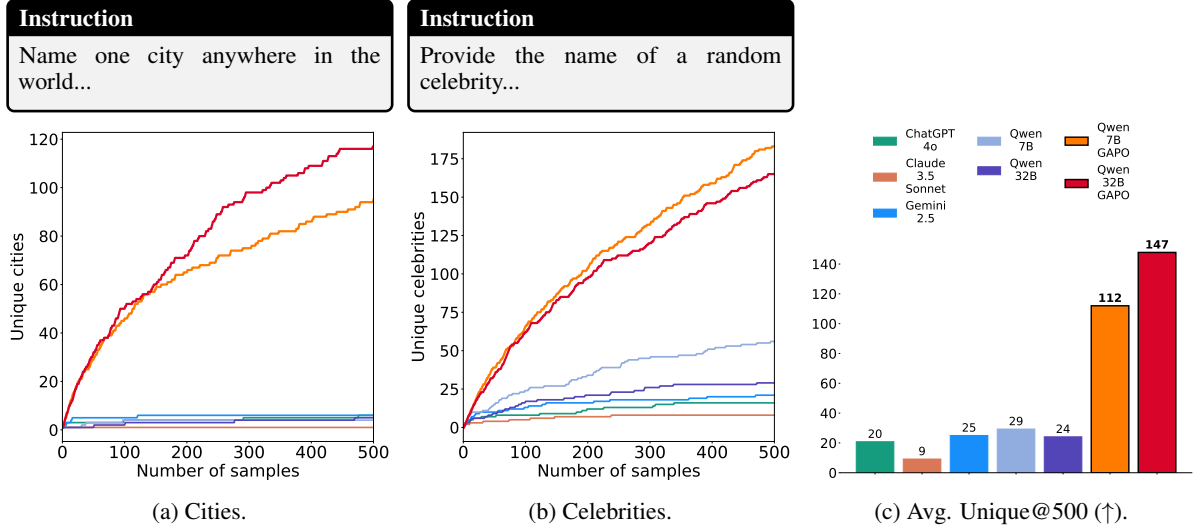 Instruction
Name one city anywhere in the
world...
Instruction
Provide the name of a random
celebrity...
Unique cities
120
100
80
60
40
20
0
0 100 200 300 400 500
Number of samples
(a) Cities.
Unique celebrities
175
150
125
100
75
50
25
0
0 100 200 300 400 500
Number of samples
(b) Celebrities.
ChatGPT
4o
Claude
3.5
Sonnet
Gemini
2.5
Qwen
7B
Qwen
32B
Qwen
7B
GAPO
Qwen
32B
GAPO
140
120
100
80
60
40
20
0
20
9
25
29
24
112
147
(c) Avg. Unique@500 (↑).